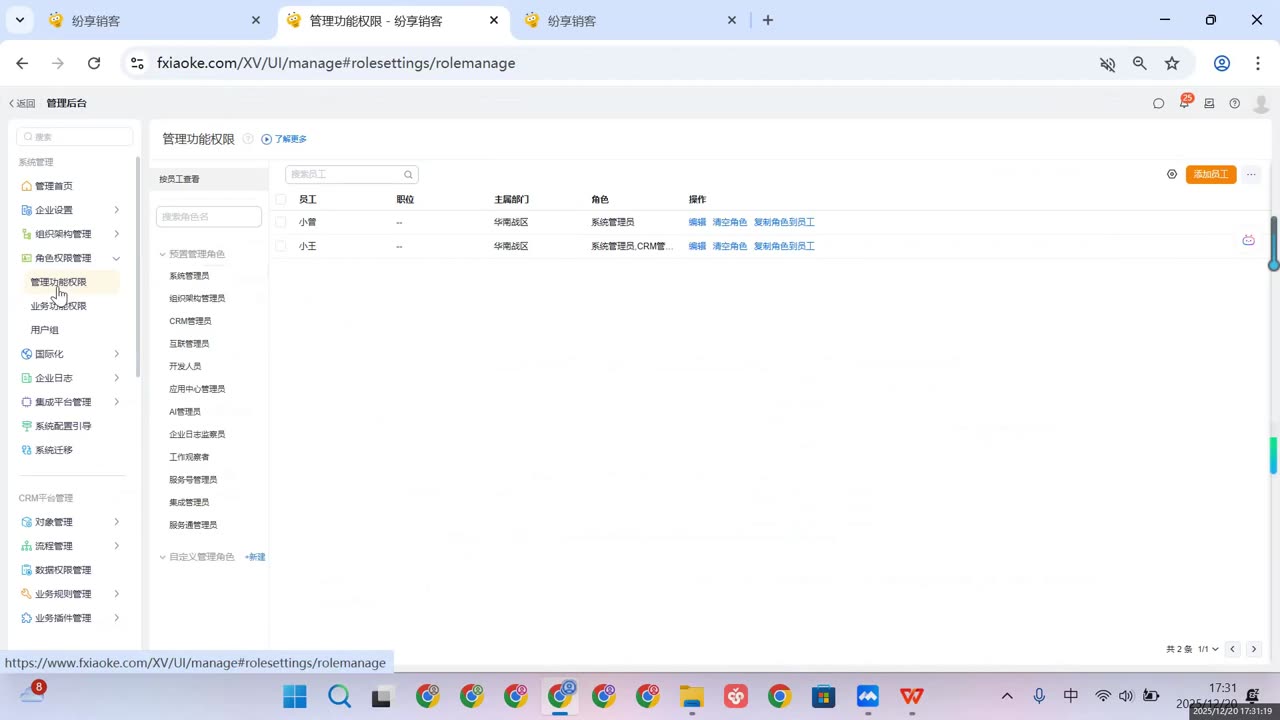 纷享销客
管理功能权限 - 纷享销客
纷享销客
fxiaoke.com/XV/UI/manage#rolesettings/rolemanage
返回 管理后台
25
搜索
系统管理
管理首页
企业设置
组织架构管理
角色权限管理
管理功能权限
业务功能权限
用户组
国际化
企业日志
集成平台管理
系统配置引导
系统迁移
CRM平台管理
对象管理
流程管理
数据权限管理
业务规则管理
业务插件管理
管理功能权限 了解更多
按员工查看
搜索角色名
预置管理角色
系统管理员
组织架构管理员
CRM管理员
互联管理员
开发人员
应用中心管理员
AI管理员
企业日志监察员
工作观察者
服务号管理员
集成管理员
服务通管理员
自定义管理角色 +新建
搜索员工
添加员工 ...
员工 职位 主属部门 角色 操作
小曾 -- 华南战区 系统管理员 编辑 清空角色 复制角色到员工
小王 -- 华南战区 系统管理员,CRM管... 编辑 清空角色 复制角色到员工
共 2 条 1/1
https://www.fxiaoke.com/XV/UI/manage#rolesettings/rolemanage
8
中
17:31
2025/12/20
2025/12/20 17:31:19